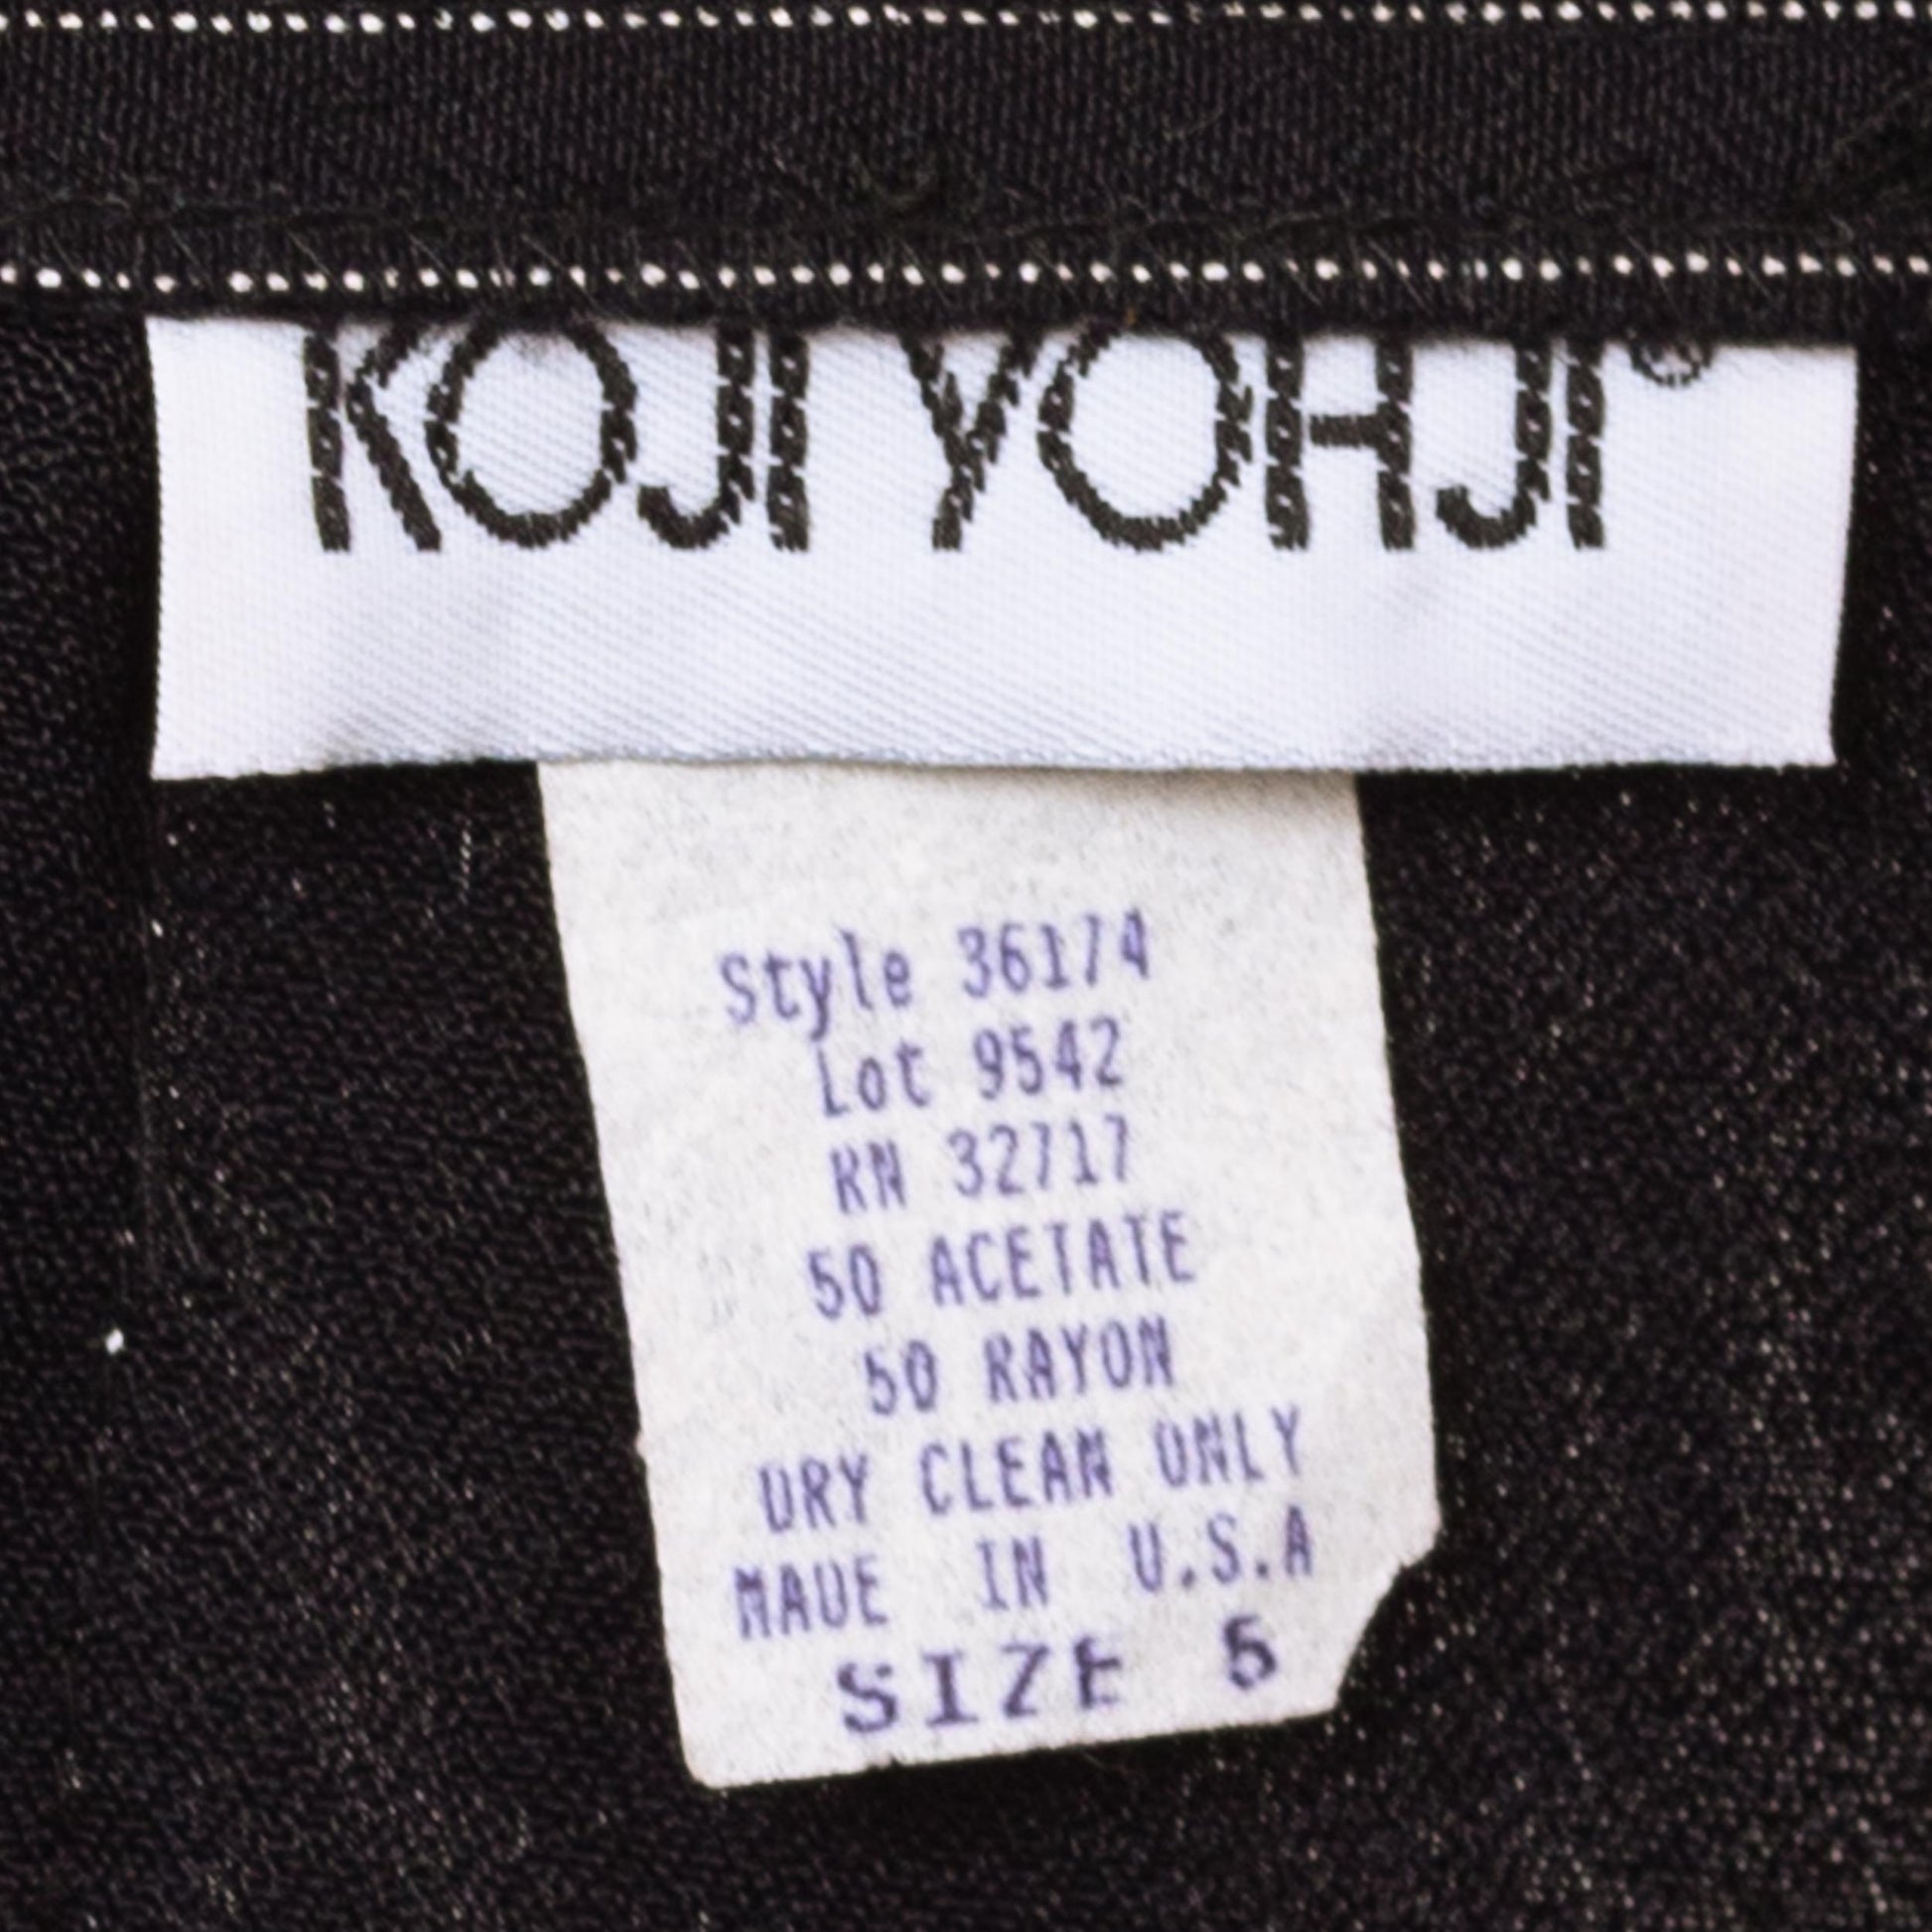 KOJI YOHJI®
Style 36174
Lot 9542
RN 32717
50 ACETATE
50 RAYON
DRY CLEAN ONLY
MADE IN U.S.A
SIZE 5